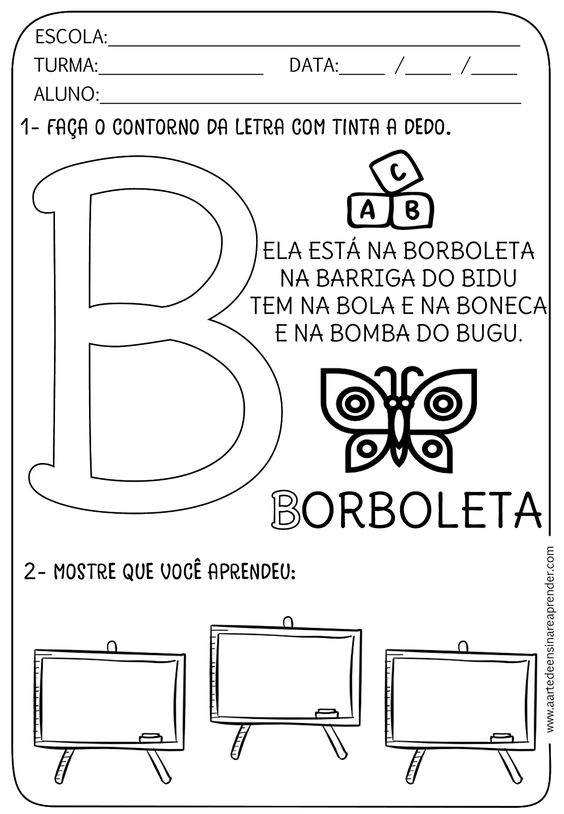 ESCOLA:
TURMA: DATA: / /
ALUNO:
1- FAÇA O CONTORNO DA LETRA COM TINTA A DEDO.
B
C
A B
ELA ESTÁ NA BORBOLETA
NA BARRIGA DO BIDU
TEM NA BOLA E NA BONECA
E NA BOMBA DO BUGU.
BORBOLETA
2- MOSTRE QUE VOCÊ APRENDEU:
www.aartedeensinareaprender.com